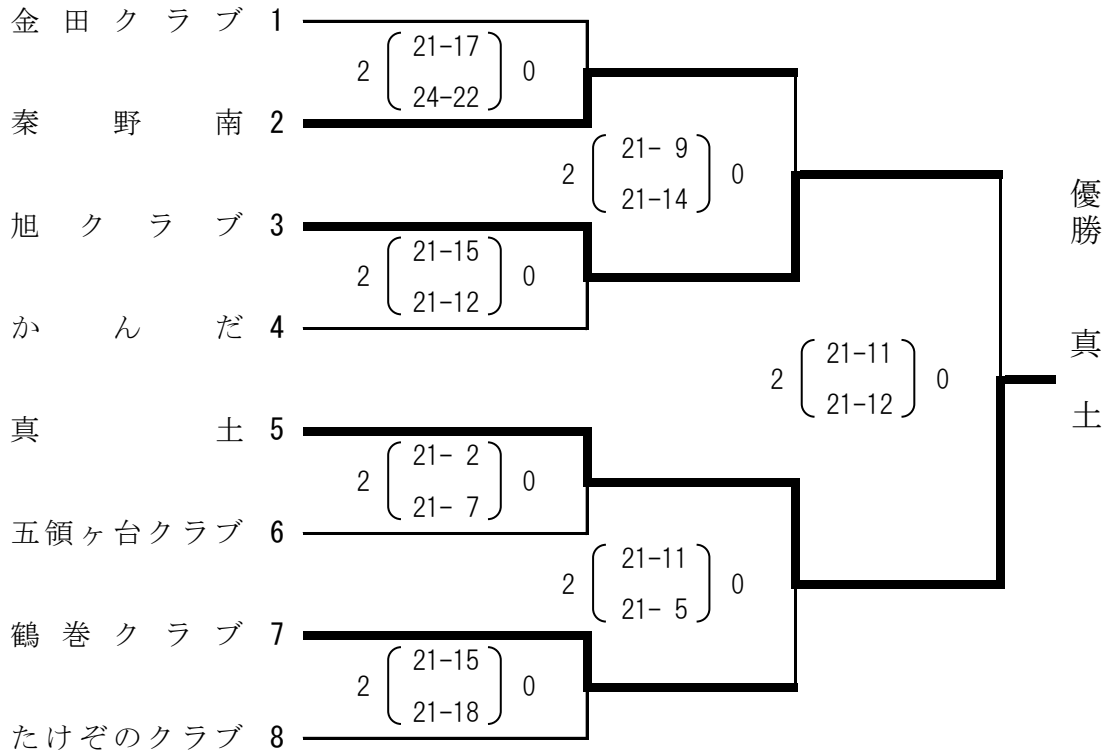 金田クラブ 1
2 21-17 0
24-22
秦野南 2
2 21- 9 0
21-14
旭クラブ 3
2 21-15 0
21-12
かんだ 4
2 21-11 0
21-12
優勝 真土
真土 5
2 21- 2 0
21- 7
五領ヶ台クラブ 6
2 21-11 0
21- 5
鶴巻クラブ 7
2 21-15 0
21-18
たけぞのクラブ 8